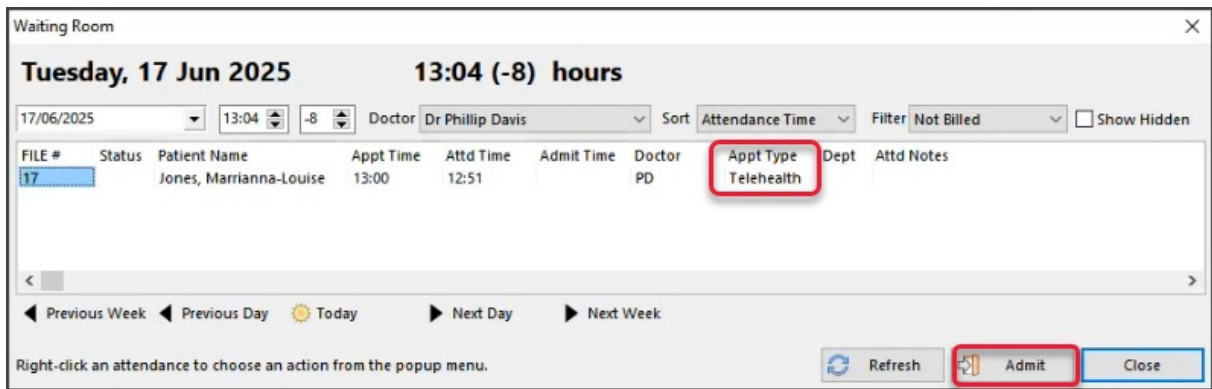 Waiting Room
Tuesday, 17 Jun 2025 13:04 (-8) hours
17/06/2025 13:04 -8 Doctor Dr Phillip Davis Sort Attendance Time Filter Not Billed Show Hidden
FILE # Status Patient Name Appt Time Attd Time Admit Time Doctor Appt Type Dept Attd Notes
17 Jones, Marrianna-Louise 13:00 12:51 PD Telehealth
Previous Week Previous Day Today Next Day Next Week
Right-click an attendance to choose an action from the popup menu. Refresh Admit Close